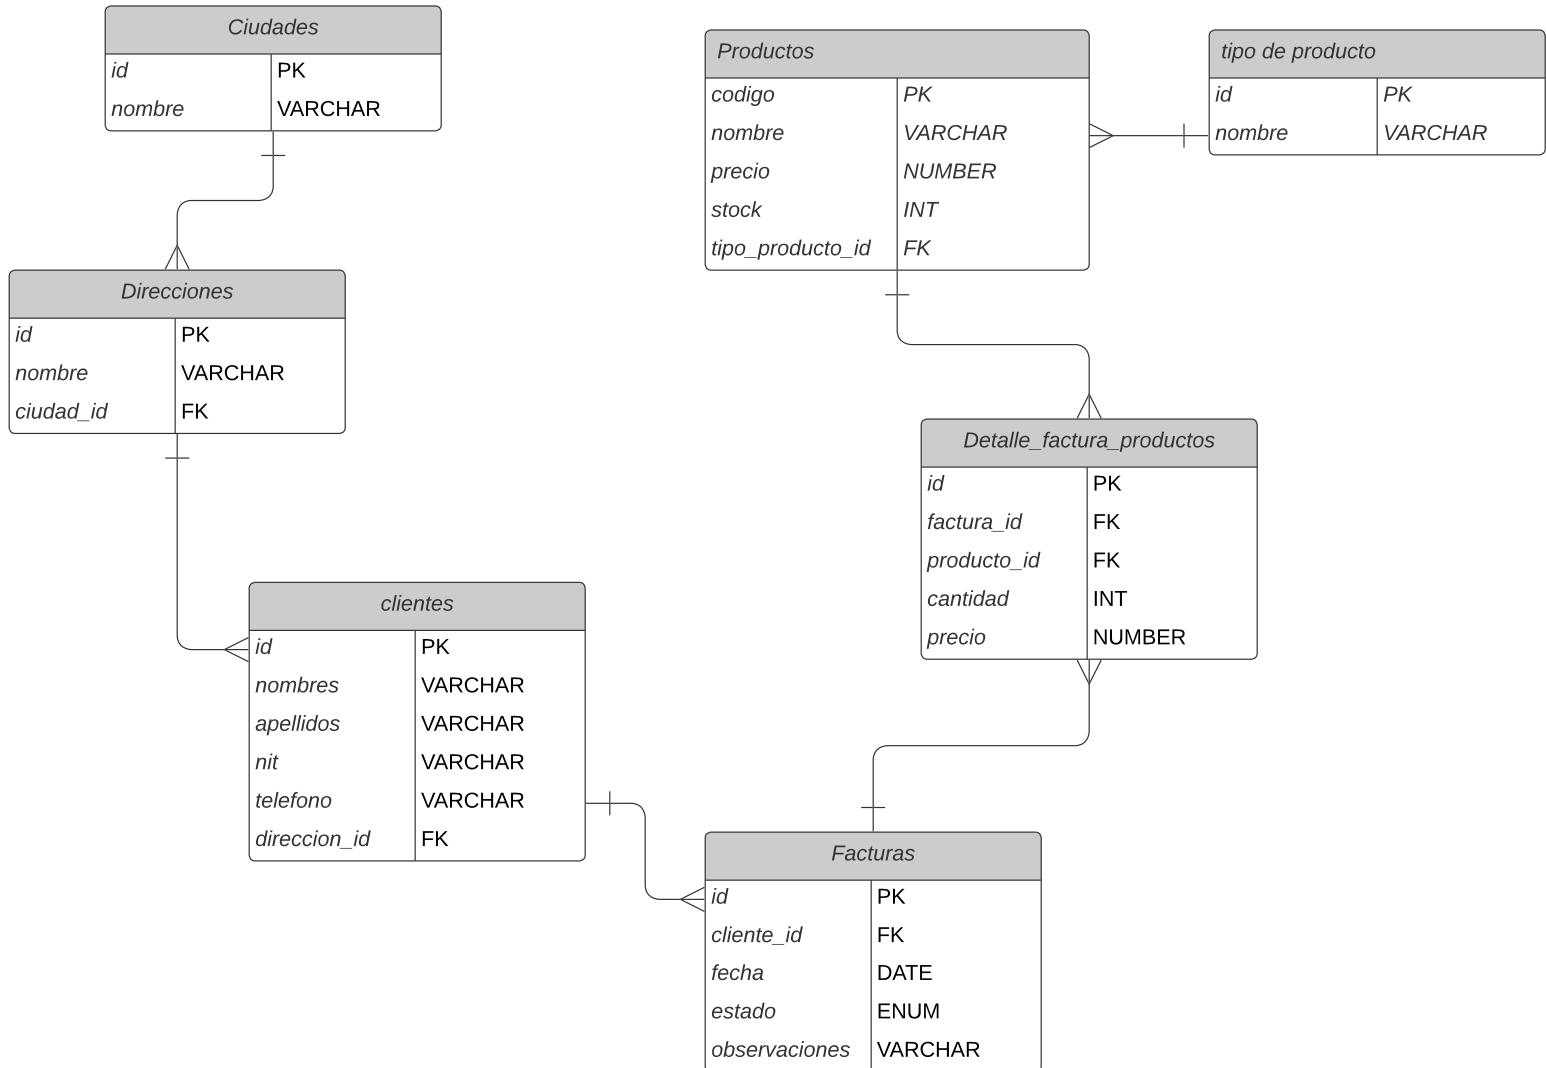 Ciudades
id PK
nombre VARCHAR
Productos
codigo PK
nombre VARCHAR
precio NUMBER
stock INT
tipo_producto_id FK
tipo de producto
id PK
nombre VARCHAR
Direcciones
id PK
nombre VARCHAR
ciudad_id FK
Detalle_factura_productos
id PK
factura_id FK
producto_id FK
cantidad INT
precio NUMBER
clientes
id PK
nombres VARCHAR
apellidos VARCHAR
nit VARCHAR
telefono VARCHAR
direccion_id FK
Facturas
id PK
cliente_id FK
fecha DATE
estado ENUM
observaciones VARCHAR